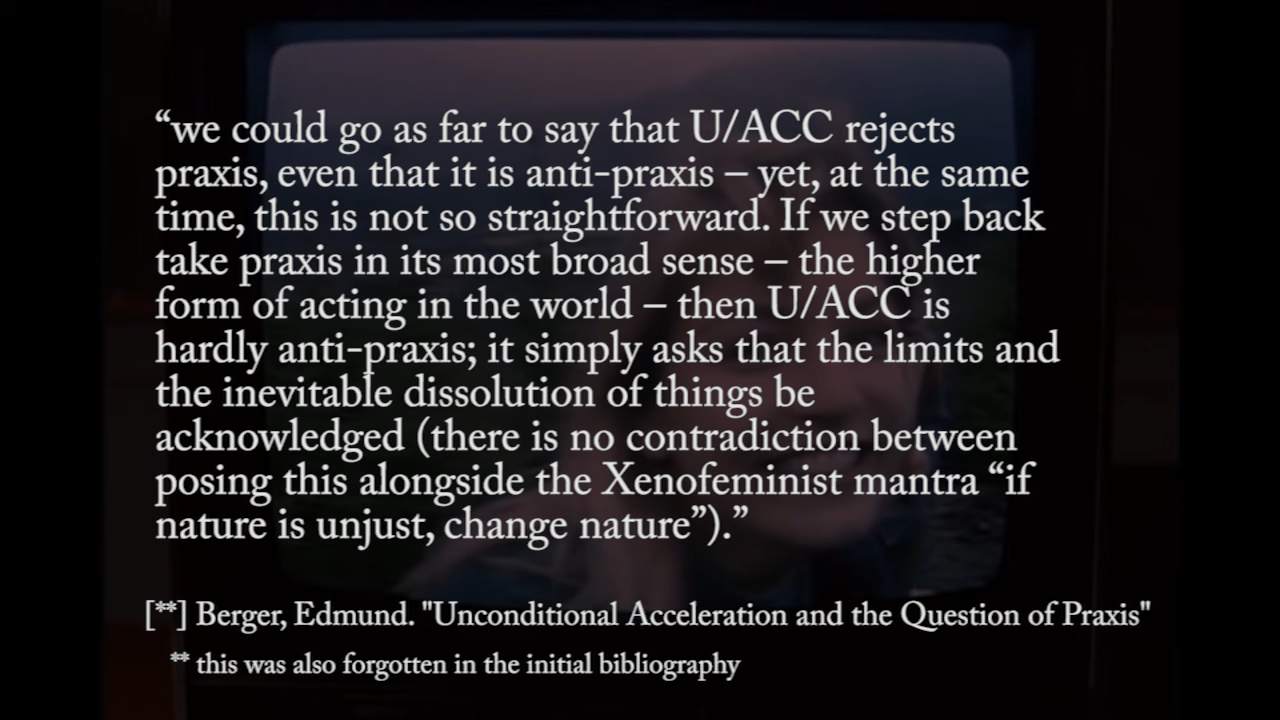 “we could go as far to say that U/ACC rejects
praxis, even that it is anti-praxis – yet, at the same
time, this is not so straightforward. If we step back
take praxis in its most broad sense – the higher
form of acting in the world – then U/ACC is
hardly anti-praxis; it simply asks that the limits and
the inevitable dissolution of things be
acknowledged (there is no contradiction between
posing this alongside the Xenofeminist mantra “if
nature is unjust, change nature”).”
[**] Berger, Edmund. "Unconditional Acceleration and the Question of Praxis"
** this was also forgotten in the initial bibliography